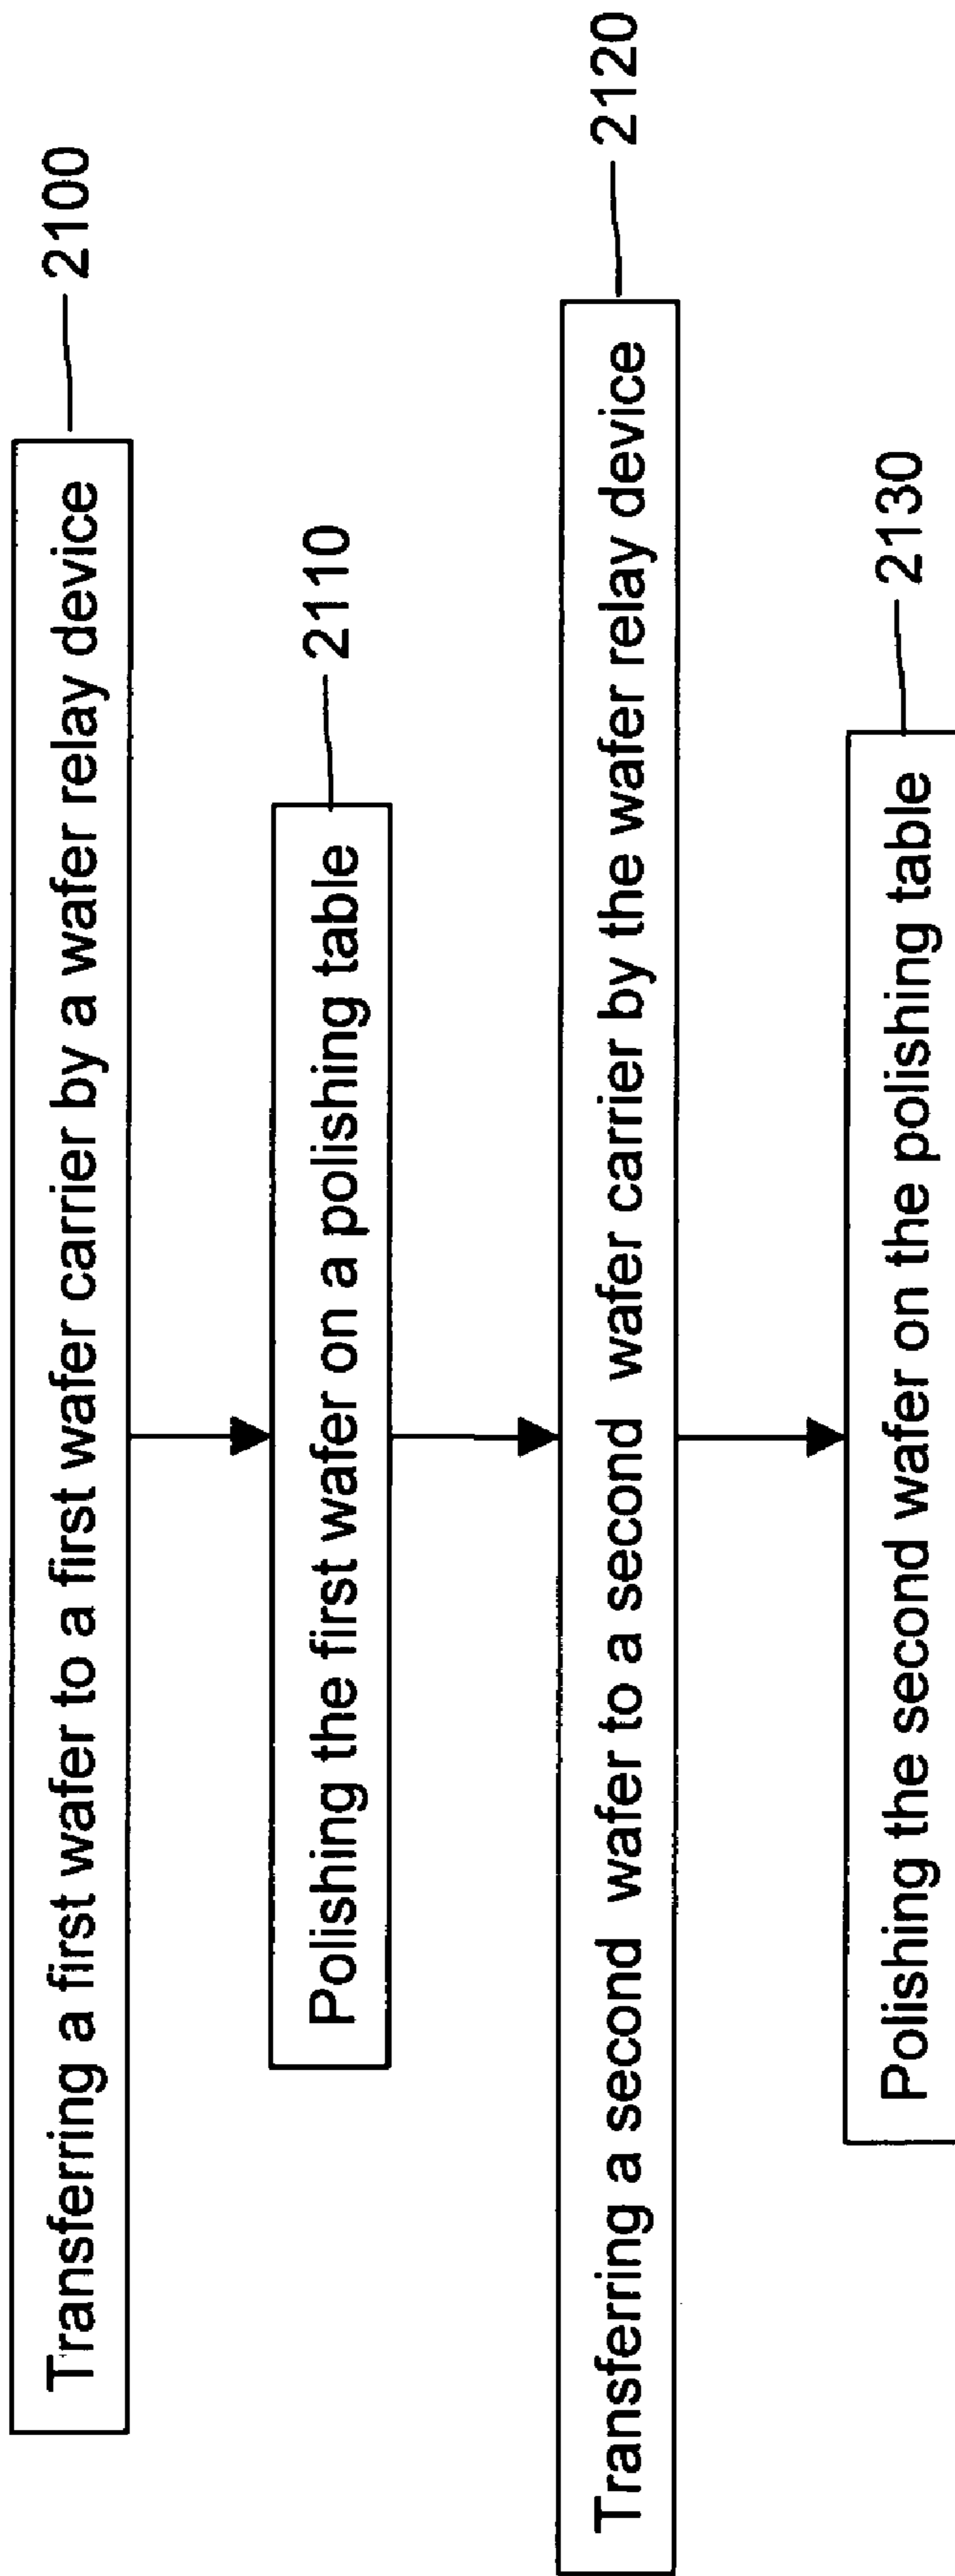 Transferring a first wafer to a first wafer carrier by a wafer relay device
2100
Polishing the first wafer on a polishing table
2110
Transferring a second wafer to a second wafer carrier by the wafer relay device
2120
Polishing the second wafer on the polishing table
2130